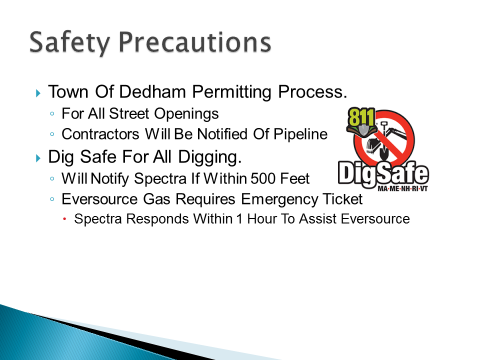 Safety Precautions
Town Of Dedham Permitting Process.
For All Street Openings
Contractors Will Be Notified Of Pipeline
Dig Safe For All Digging.
Will Notify Spectra If Within 500 Feet
Eversource Gas Requires Emergency Ticket
Spectra Responds Within 1 Hour To Assist Eversource
811
DigSafe
MA·ME·NH·RI·VT